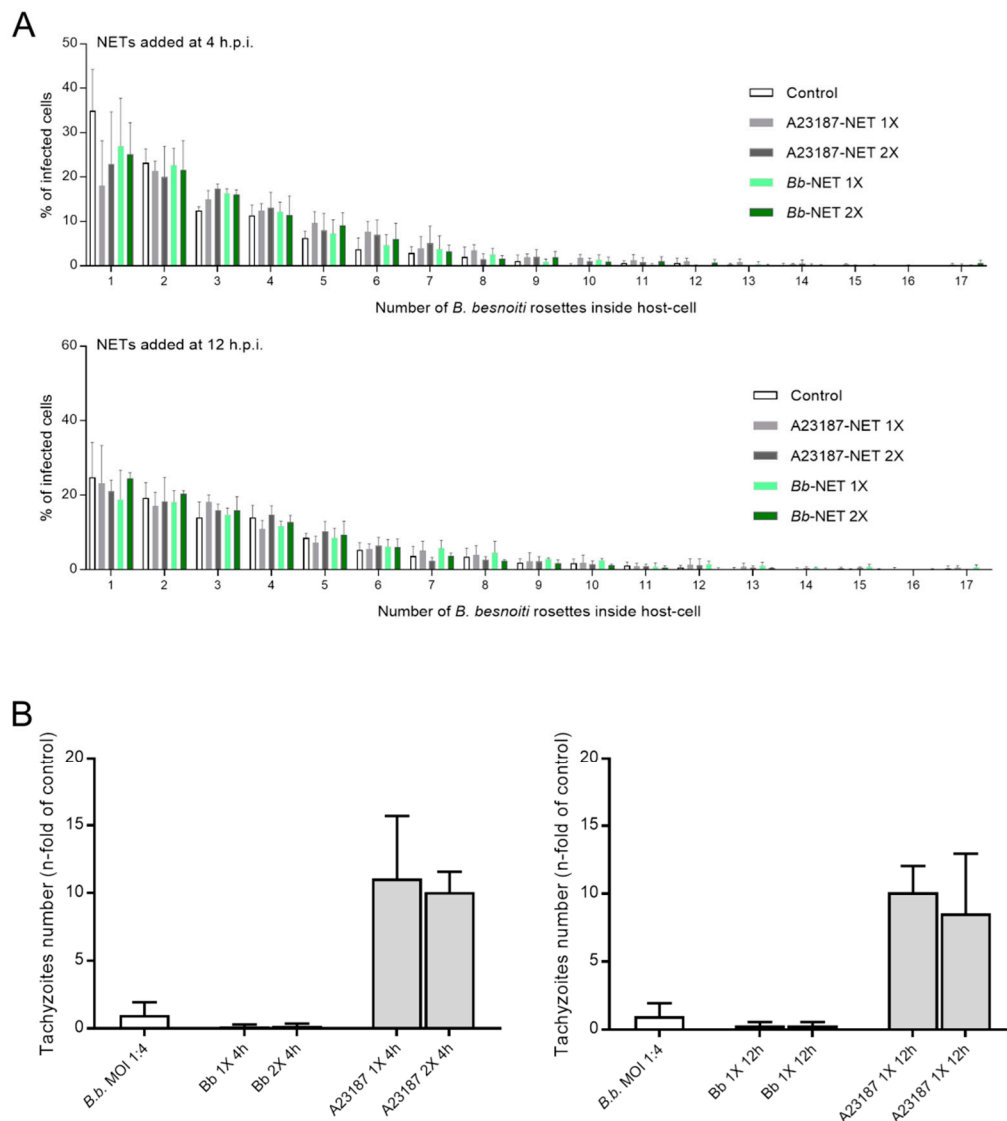 A
NETs added at 4 h.p.i.
50
40
30
20
10
0
% of infected cells
Control
A23187-NET 1X
A23187-NET 2X
Bb-NET 1X
Bb-NET 2X
1 2 3 4 5 6 7 8 9 10 11 12 13 14 15 16 17
Number of B. besnoiti rosettes inside host-cell
NETs added at 12 h.p.i.
60
40
20
0
% of infected cells
Control
A23187-NET 1X
A23187-NET 2X
Bb-NET 1X
Bb-NET 2X
1 2 3 4 5 6 7 8 9 10 11 12 13 14 15 16 17
Number of B. besnoiti rosettes inside host-cell
B
Tachyzoites number (n-fold of control)
20
15
10
5
0
B.b. MOI 1:4
Bb 1X 4h
Bb 2X 4h
A23187 1X 4h
A23187 2X 4h
Tachyzoites number (n-fold of control)
20
15
10
5
0
B.b. MOI 1:4
Bb 1X 12h
Bb 1X 12h
A23187 1X 12h
A23187 1X 12h